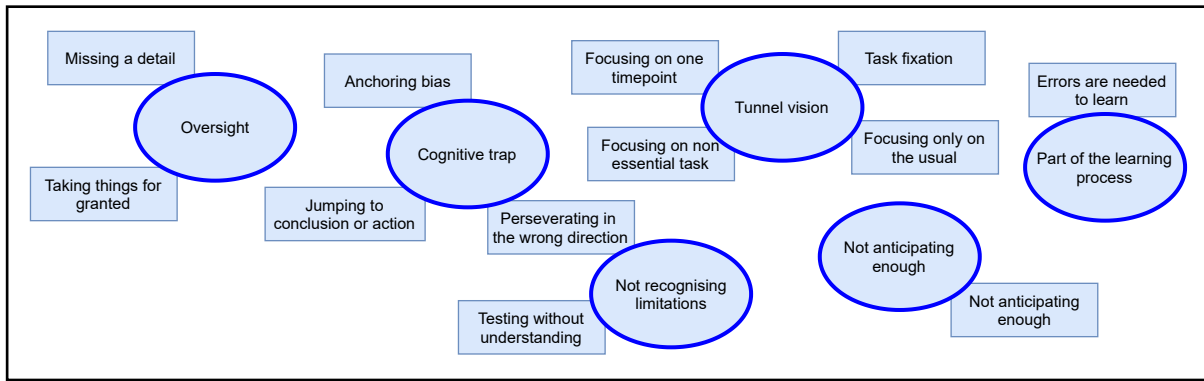 Missing a detail
Oversight
Taking things for
granted
Anchoring bias
Cognitive trap
Jumping to
conclusion or action
Perseverating in
the wrong direction
Not recognising
limitations
Testing without
understanding
Focusing on one
timepoint
Task fixation
Tunnel vision
Focusing on non
essential task
Focusing only on
the usual
Not anticipating
enough
Not anticipating
enough
Errors are needed
to learn
Part of the learning
process